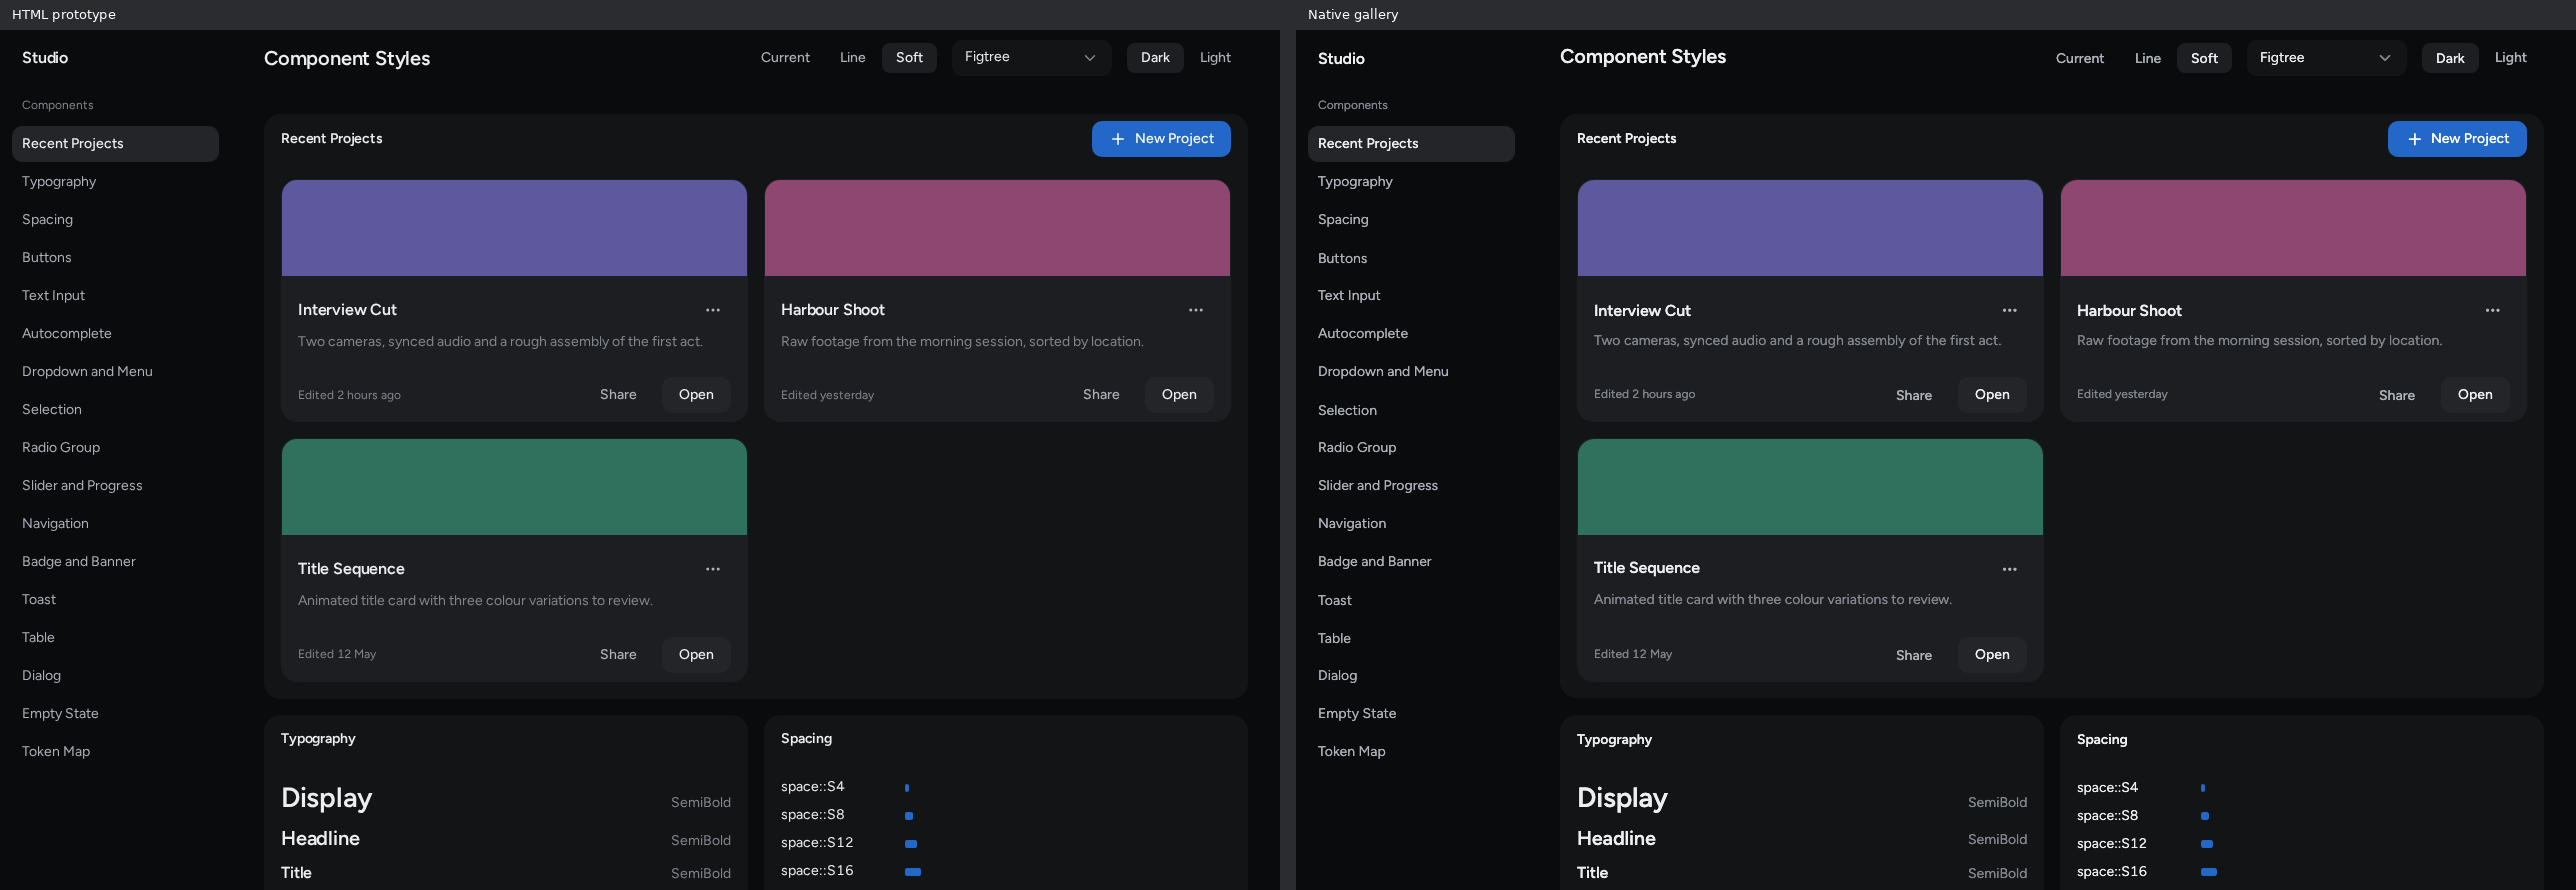 HTML prototype
Studio
Component Styles
Current Line Soft Figtree Dark Light
Components
Recent Projects
Typography
Spacing
Buttons
Text Input
Autocomplete
Dropdown and Menu
Selection
Radio Group
Slider and Progress
Navigation
Badge and Banner
Toast
Table
Dialog
Empty State
Token Map
Recent Projects
New Project
Interview Cut
Two cameras, synced audio and a rough assembly of the first act.
Edited 2 hours ago Share Open
Harbour Shoot
Raw footage from the morning session, sorted by location.
Edited yesterday Share Open
Title Sequence
Animated title card with three colour variations to review.
Edited 12 May Share Open
Typography
Display SemiBold
Headline SemiBold
Title SemiBold
Spacing
space::S4
space::S8
space::S12
space::S16
Native gallery
Studio
Component Styles
Current Line Soft Figtree Dark Light
Components
Recent Projects
Typography
Spacing
Buttons
Text Input
Autocomplete
Dropdown and Menu
Selection
Radio Group
Slider and Progress
Navigation
Badge and Banner
Toast
Table
Dialog
Empty State
Token Map
Recent Projects
New Project
Interview Cut
Two cameras, synced audio and a rough assembly of the first act.
Edited 2 hours ago Share Open
Harbour Shoot
Raw footage from the morning session, sorted by location.
Edited yesterday Share Open
Title Sequence
Animated title card with three colour variations to review.
Edited 12 May Share Open
Typography
Display SemiBold
Headline SemiBold
Title SemiBold
Spacing
space::S4
space::S8
space::S12
space::S16